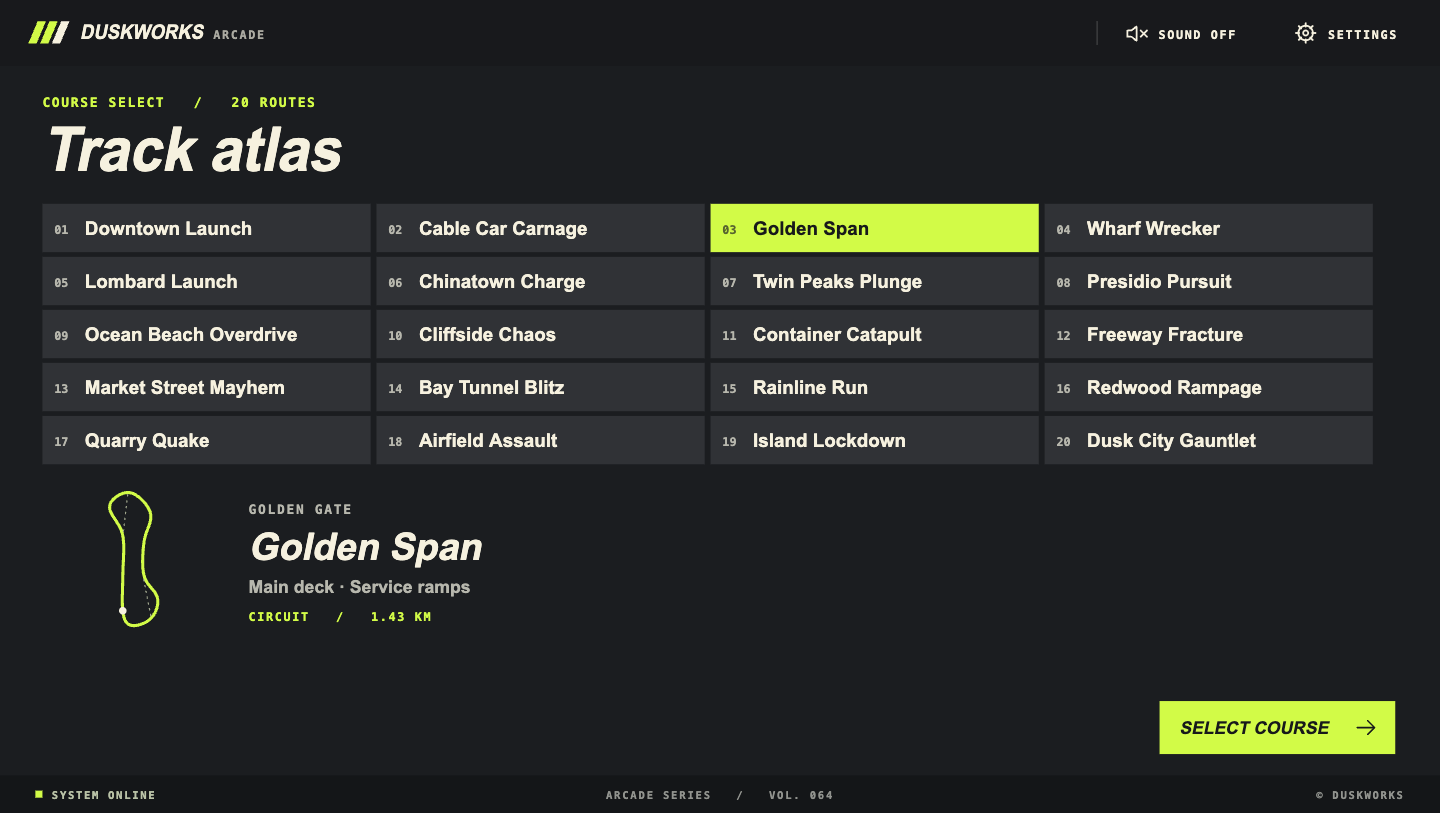 DUSKWORKS ARCADE
SOUND OFF
SETTINGS
COURSE SELECT / 20 ROUTES
Track atlas
01 Downtown Launch
02 Cable Car Carnage
03 Golden Span
04 Wharf Wrecker
05 Lombard Launch
06 Chinatown Charge
07 Twin Peaks Plunge
08 Presidio Pursuit
09 Ocean Beach Overdrive
10 Cliffside Chaos
11 Container Catapult
12 Freeway Fracture
13 Market Street Mayhem
14 Bay Tunnel Blitz
15 Rainline Run
16 Redwood Rampage
17 Quarry Quake
18 Airfield Assault
19 Island Lockdown
20 Dusk City Gauntlet
GOLDEN GATE
Golden Span
Main deck · Service ramps
CIRCUIT / 1.43 KM
SELECT COURSE
SYSTEM ONLINE
ARCADE SERIES / VOL. 064
© DUSKWORKS